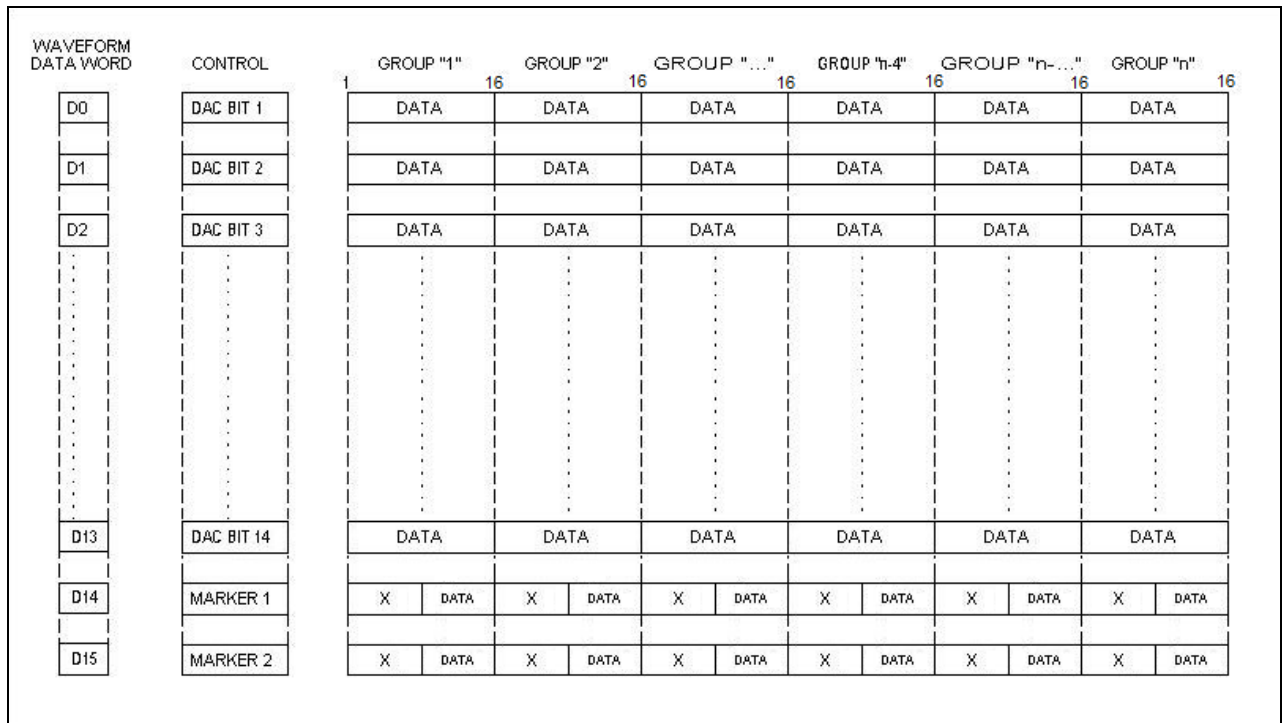 WAVEFORM
DATA WORD CONTROL GROUP "1" GROUP "2" GROUP "..." GROUP "n-4" GROUP "n-..." GROUP "n"
1 16 16 16 16 16 16
D0 DAC BIT 1 DATA DATA DATA DATA DATA DATA
D1 DAC BIT 2 DATA DATA DATA DATA DATA DATA
D2 DAC BIT 3 DATA DATA DATA DATA DATA DATA
D13 DAC BIT 14 DATA DATA DATA DATA DATA DATA
D14 MARKER 1 X DATA X DATA X DATA X DATA X DATA X DATA
D15 MARKER 2 X DATA X DATA X DATA X DATA X DATA X DATA